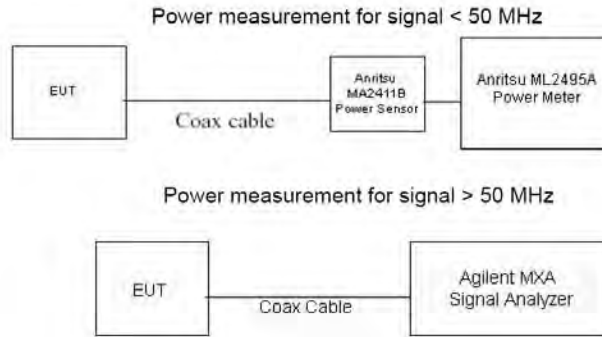 Power measurement for signal < 50 MHz
EUT
Coax cable
Anritsu
MA2411B
Power Sensor
Anritsu ML2495A
Power Meter
Power measurement for signal > 50 MHz
EUT
Coax Cable
Agilent MXA
Signal Analyzer